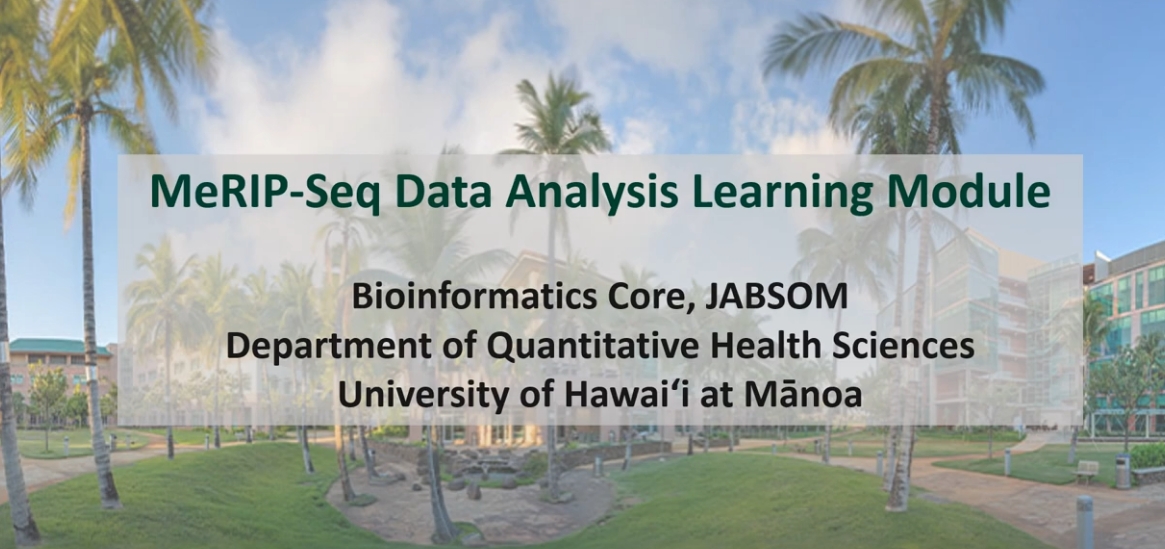 MeRIP-Seq Data Analysis Learning Module
Bioinformatics Core, JABSOM
Department of Quantitative Health Sciences
University of Hawaiʻi at Mānoa